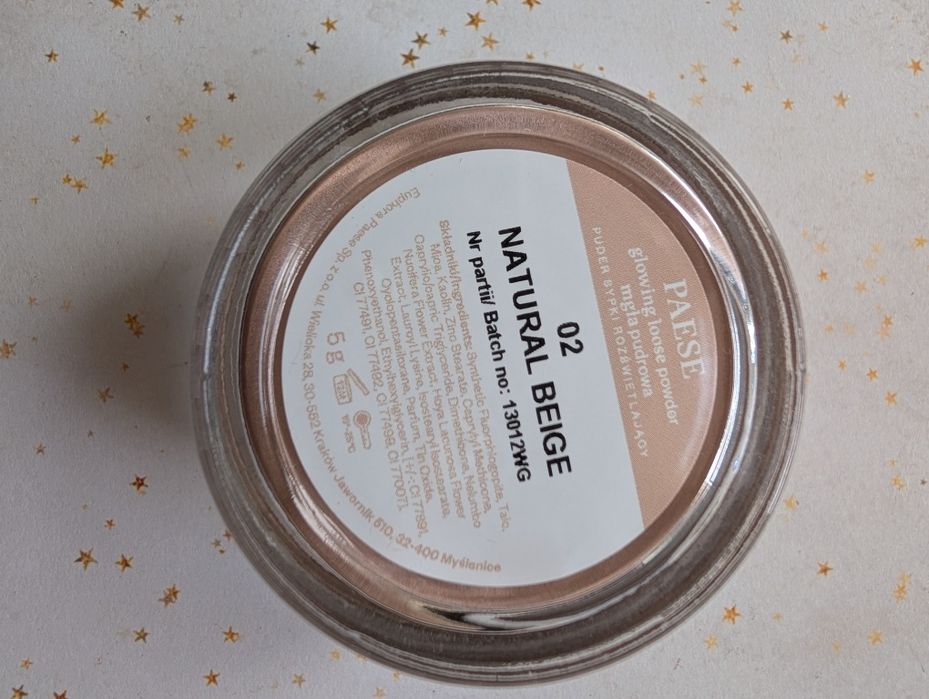 PAESE
glowing loose powder
mgła pudrowa
PUDER SYPKI ROZŚWIETLAJĄCY
02
NATURAL BEIGE
Nr partii/ Batch no: 13012WG
Składniki/Ingredients: Synthetic Fluorphlogopite, Talc,
Mica, Kaolin, Zinc Stearate, Caprylyl Methicone,
Caprylic/capric Triglyceride, Dimethicone, Nelumbo
Nucifera Flower Extract, Hoya Lacunosa Flower
Extract, Lauroyl Lysine, Isostearyl Isostearate,
Cyclopentasiloxane, Parfum, Tin Oxide,
Phenoxyethanol, Ethylhexylglycerin, [+/-: CI 77891,
CI 77491, CI 77492, CI 77499, CI 77007].
5 g
12M
Euphora Paese Sp. z o.o. ul. Wielicka 28, 30-552 Kraków Jawornik 610, 32-400 Myślenice